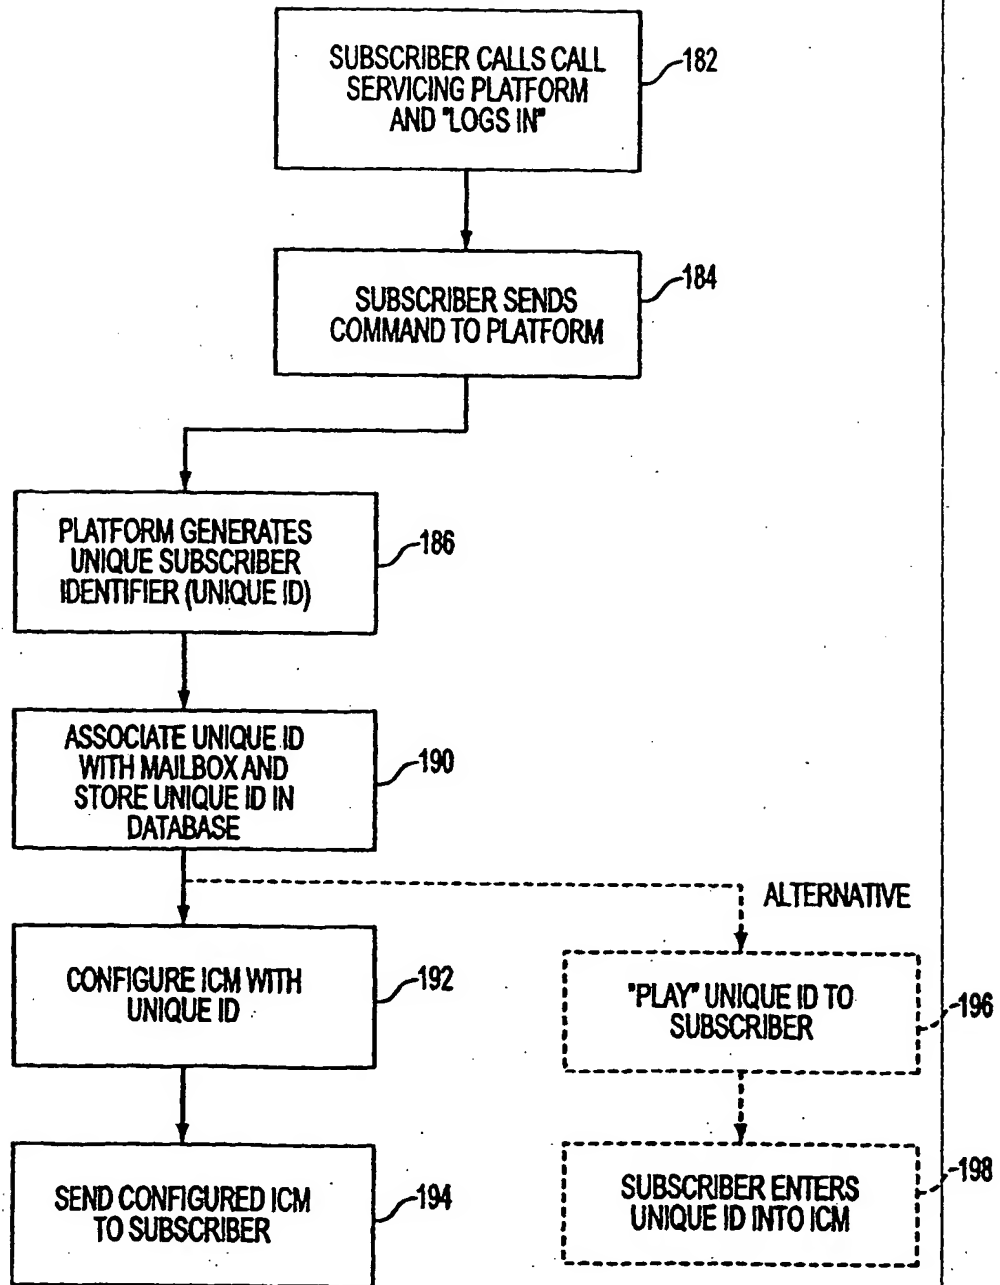 SUBSCRIBER CALLS CALL
SERVICING PLATFORM
AND "LOGS IN"
182
SUBSCRIBER SENDS
COMMAND TO PLATFORM
184
PLATFORM GENERATES
UNIQUE SUBSCRIBER
IDENTIFIER (UNIQUE ID)
186
ASSOCIATE UNIQUE ID
WITH MAILBOX AND
STORE UNIQUE ID IN
DATABASE
190
ALTERNATIVE
CONFIGURE ICM WITH
UNIQUE ID
192
"PLAY" UNIQUE ID TO
SUBSCRIBER
196
SEND CONFIGURED ICM
TO SUBSCRIBER
194
SUBSCRIBER ENTERS
UNIQUE ID INTO ICM
198